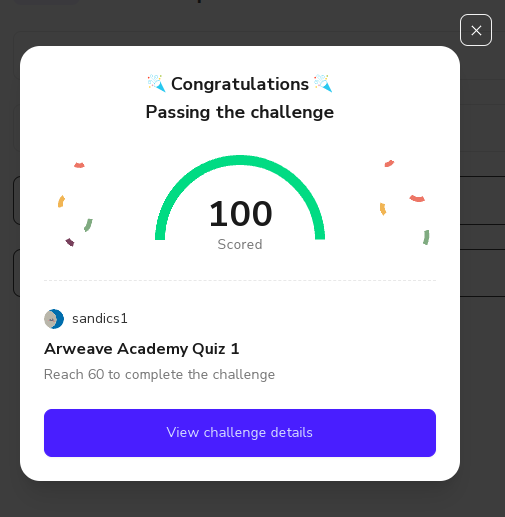 Congratulations
Passing the challenge
100
Scored
sandics1
Arweave Academy Quiz 1
Reach 60 to complete the challenge
View challenge details